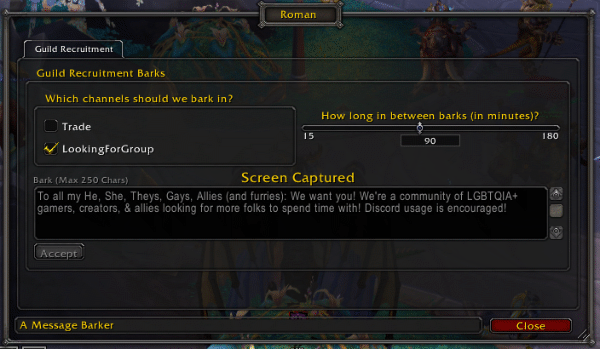 Roman
Guild Recruitment
Guild Recruitment Barks
Which channels should we bark in?
Trade
LookingForGroup
How long in between barks (in minutes)?
15
180
90
Screen Captured
Bark (Max 250 Chars)
To all my He, She, Theys, Gays, Allies (and furries): We want you! We're a community of LGBTQIA+
gamers, creators, & allies looking for more folks to spend time with! Discord usage is encouraged!
Accept
A Message Barker
Close